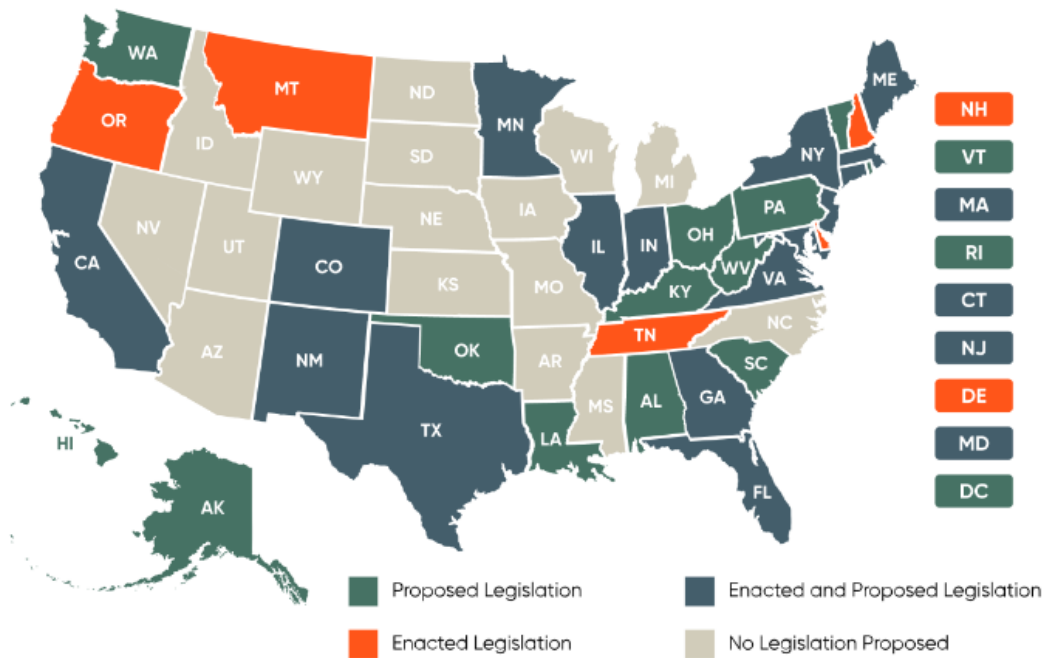 WA
MT
ND
MN
ME
OR
ID
SD
WI
NY
WY
MI
NH
VT
MA
RI
CT
NJ
DE
MD
DC
IA
PA
NE
NV
UT
CO
IL
IN
OH
WV
VA
CA
KS
MO
KY
AZ
NM
OK
AR
TN
NC
SC
TX
LA
MS
AL
GA
FL
HI
AK
Proposed Legislation
Enacted and Proposed Legislation
Enacted Legislation
No Legislation Proposed